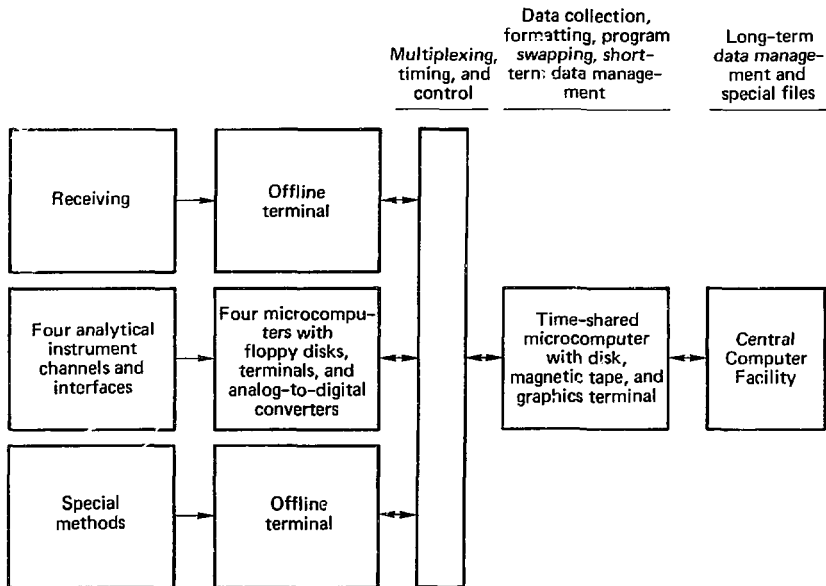 Multiplexing,
timing, and
control
Data collection,
formatting, program
swapping, short-
term data manage-
ment
Long-term
data manage-
ment and
special files
Receiving
Offline
terminal
Four analytical
instrument
channels and
interfaces
Four microcompu-
ters with
floppy disks,
terminals, and
analog-to-digital
converters
Time-shared
microcomputer
with disk,
magnetic tape, and
graphics terminal
Central
Computer
Facility
Special
methods
Offline
terminal